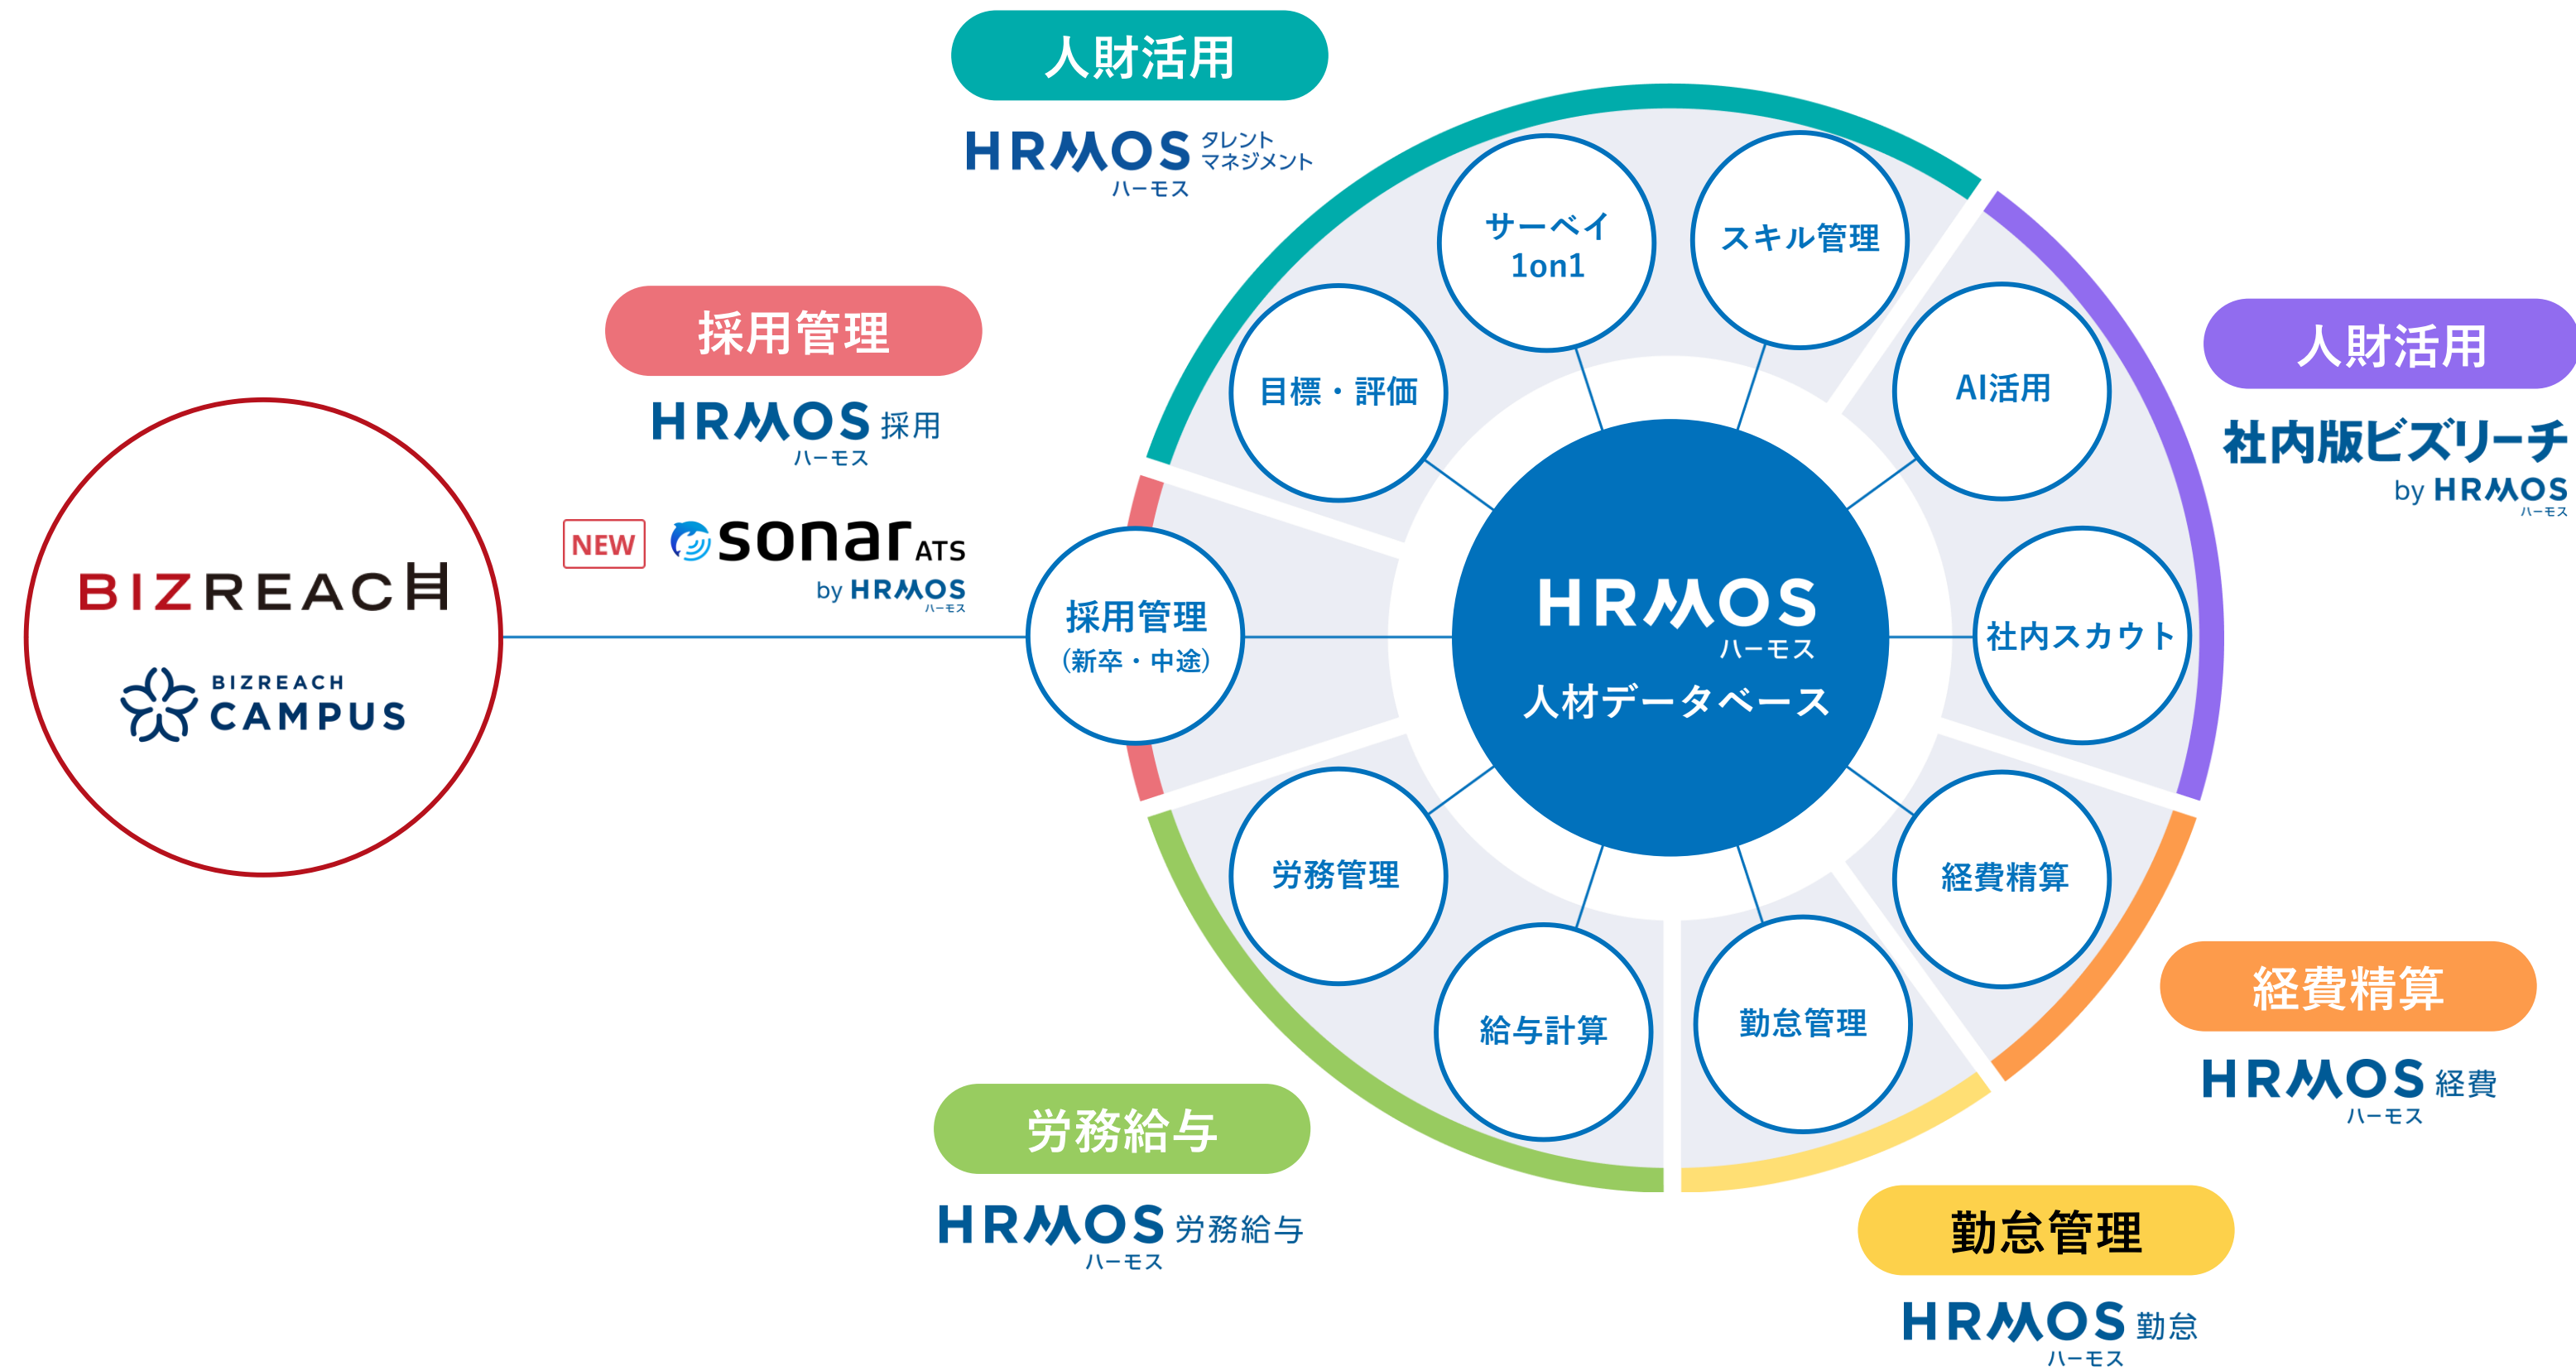 人財活用
HRMOS タレント
マネジメント
ハーモス
採用管理
HRMOS 採用
ハーモス
NEW sonar ATS
by HRMOS
ハーモス
BIZREACH
BIZREACH
CAMPUS
サーベイ
1on1
スキル管理
目標・評価
AI活用
採用管理
(新卒・中途)
HRMOS
ハーモス
人材データベース
社内スカウト
労務管理
経費精算
給与計算
勤怠管理
人財活用
社内版ビズリーチ
by HRMOS
ハーモス
経費精算
HRMOS 経費
ハーモス
労務給与
HRMOS 労務給与
ハーモス
勤怠管理
HRMOS 勤怠
ハーモス